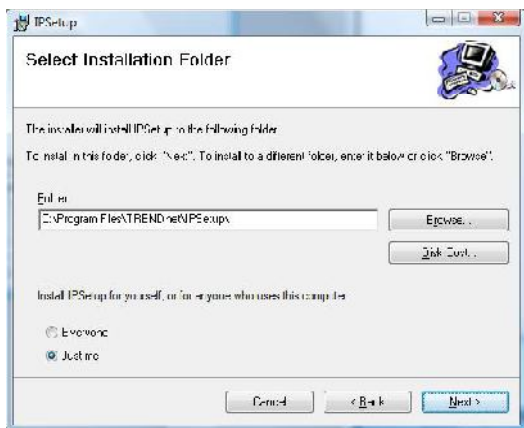 IPSetup
Select Installation Folder
The installer will install IPSetup to the following folder.
To install in this folder, click "Next". To install to a different folder, enter it below or click "Browse".
Folder:
C:\Program Files\TRENDnet\IPSetup\
Browse...
Disk Cost...
Install IPSetup for yourself, or for anyone who uses this computer:
Everyone
Just me
Cancel
< Back
Next >